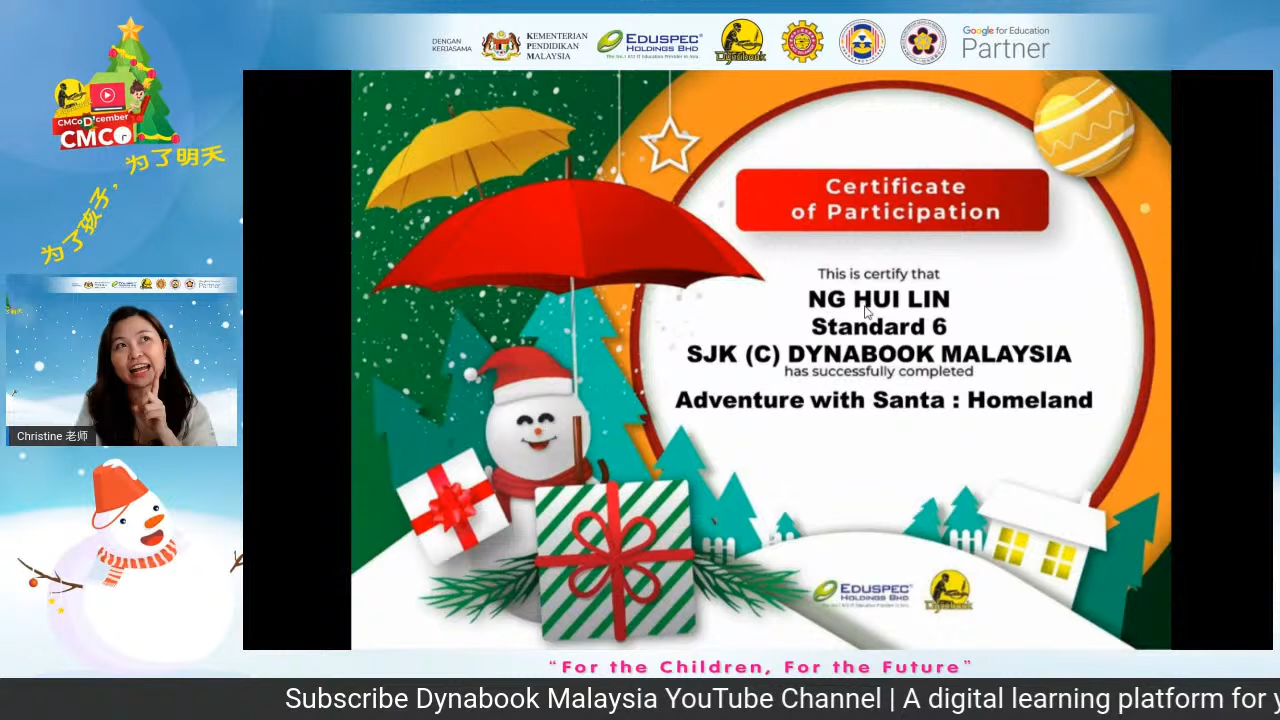 DENGAN
KERJASAMA
KEMENTERIAN
PENDIDIKAN
MALAYSIA
EDUSPEC
HOLDINGS BHD
Dynabook
Google for Education
Partner
CMCo D'cember
CMCo
为了孩子，
为了明天
Certificate
of Participation
This is certify that
NG HUI LIN
Standard 6
SJK (C) DYNABOOK MALAYSIA
has successfully completed
Adventure with Santa : Homeland
Christine 老师
EDUSPEC
HOLDINGS BHD
Dynabook
"For the Children, For the Future"
Subscribe Dynabook Malaysia YouTube Channel | A digital learning platform for